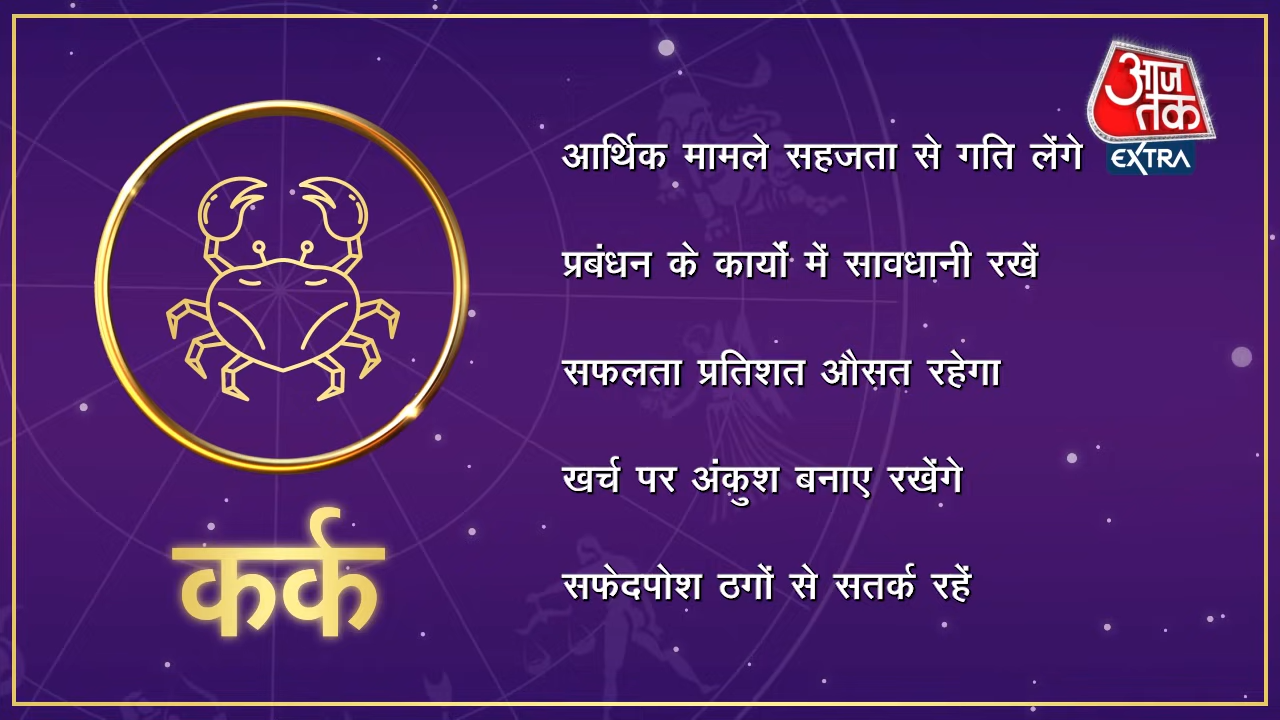 आज
तक
EXTRA
आर्थिक मामले सहजता से गति लेंगे
प्रबंधन के कार्यों में सावधानी रखें
सफलता प्रतिशत औसत रहेगा
खर्च पर अंकुश बनाए रखेंगे
सफेदपोश ठगों से सतर्क रहें
कर्क